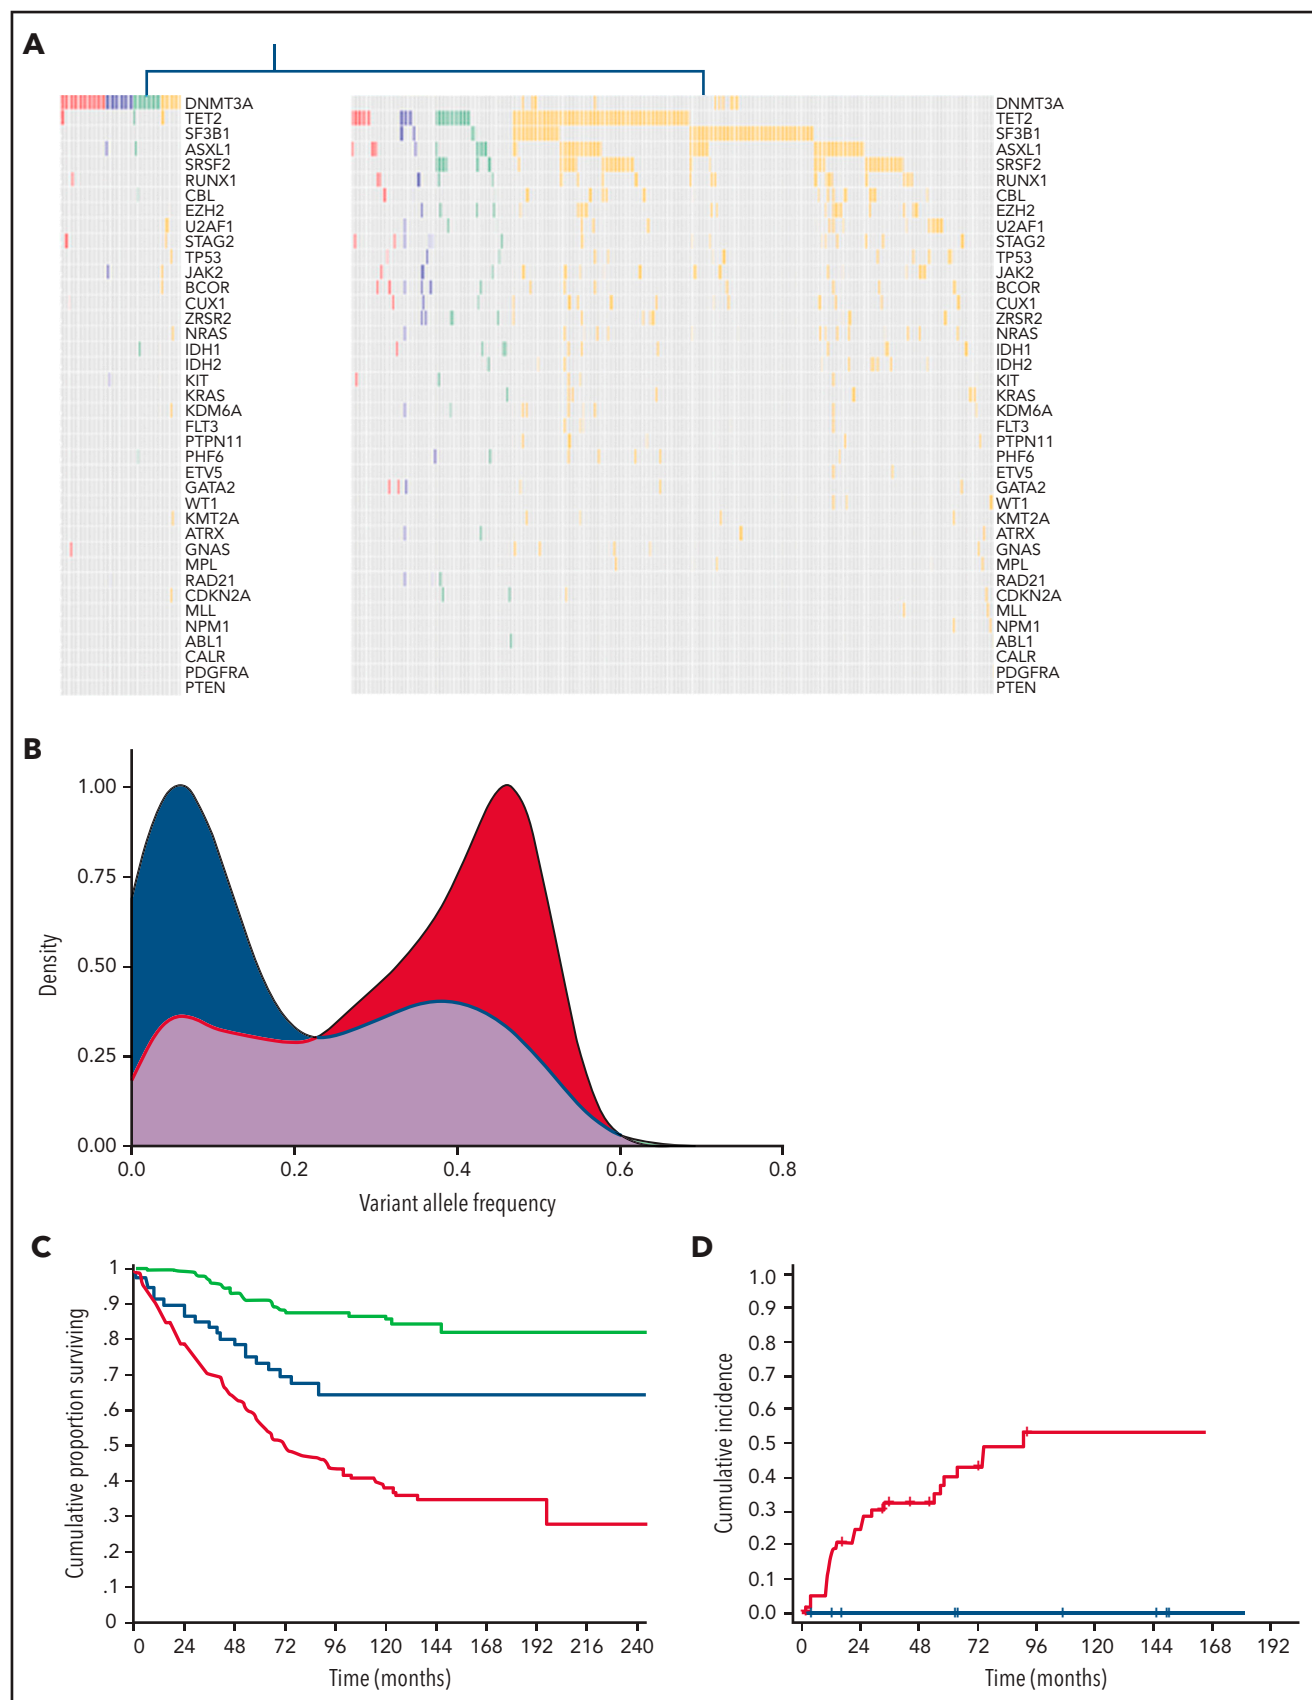 A
DNMT3A DNMT3A
TET2 TET2
SF3B1 SF3B1
ASXL1 ASXL1
SRSF2 SRSF2
RUNX1 RUNX1
CBL CBL
EZH2 EZH2
U2AF1 U2AF1
STAG2 STAG2
TP53 TP53
JAK2 JAK2
BCOR BCOR
CUX1 CUX1
ZRSR2 ZRSR2
NRAS NRAS
IDH1 IDH1
IDH2 IDH2
KIT KIT
KRAS KRAS
KDM6A KDM6A
FLT3 FLT3
PTPN11 PTPN11
PHF6 PHF6
ETV5 ETV5
GATA2 GATA2
WT1 WT1
KMT2A KMT2A
ATRX ATRX
GNAS GNAS
MPL MPL
RAD21 RAD21
CDKN2A CDKN2A
MLL MLL
NPM1 NPM1
ABL1 ABL1
CALR CALR
PDGFRA PDGFRA
PTEN PTEN
B
1.00
0.75
0.50
0.25
0.00
Density
0.0 0.2 0.4 0.6 0.8
Variant allele frequency
C
1
.9
.8
.7
.6
.5
.4
.3
.2
.1
0
Cumulative proportion surviving
0 24 48 72 96 120 144 168 192 216 240
Time (months)
D
1.0
0.9
0.8
0.7
0.6
0.5
0.4
0.3
0.2
0.1
0.0
Cumulative incidence
0 24 48 72 96 120 144 168 192
Time (months)